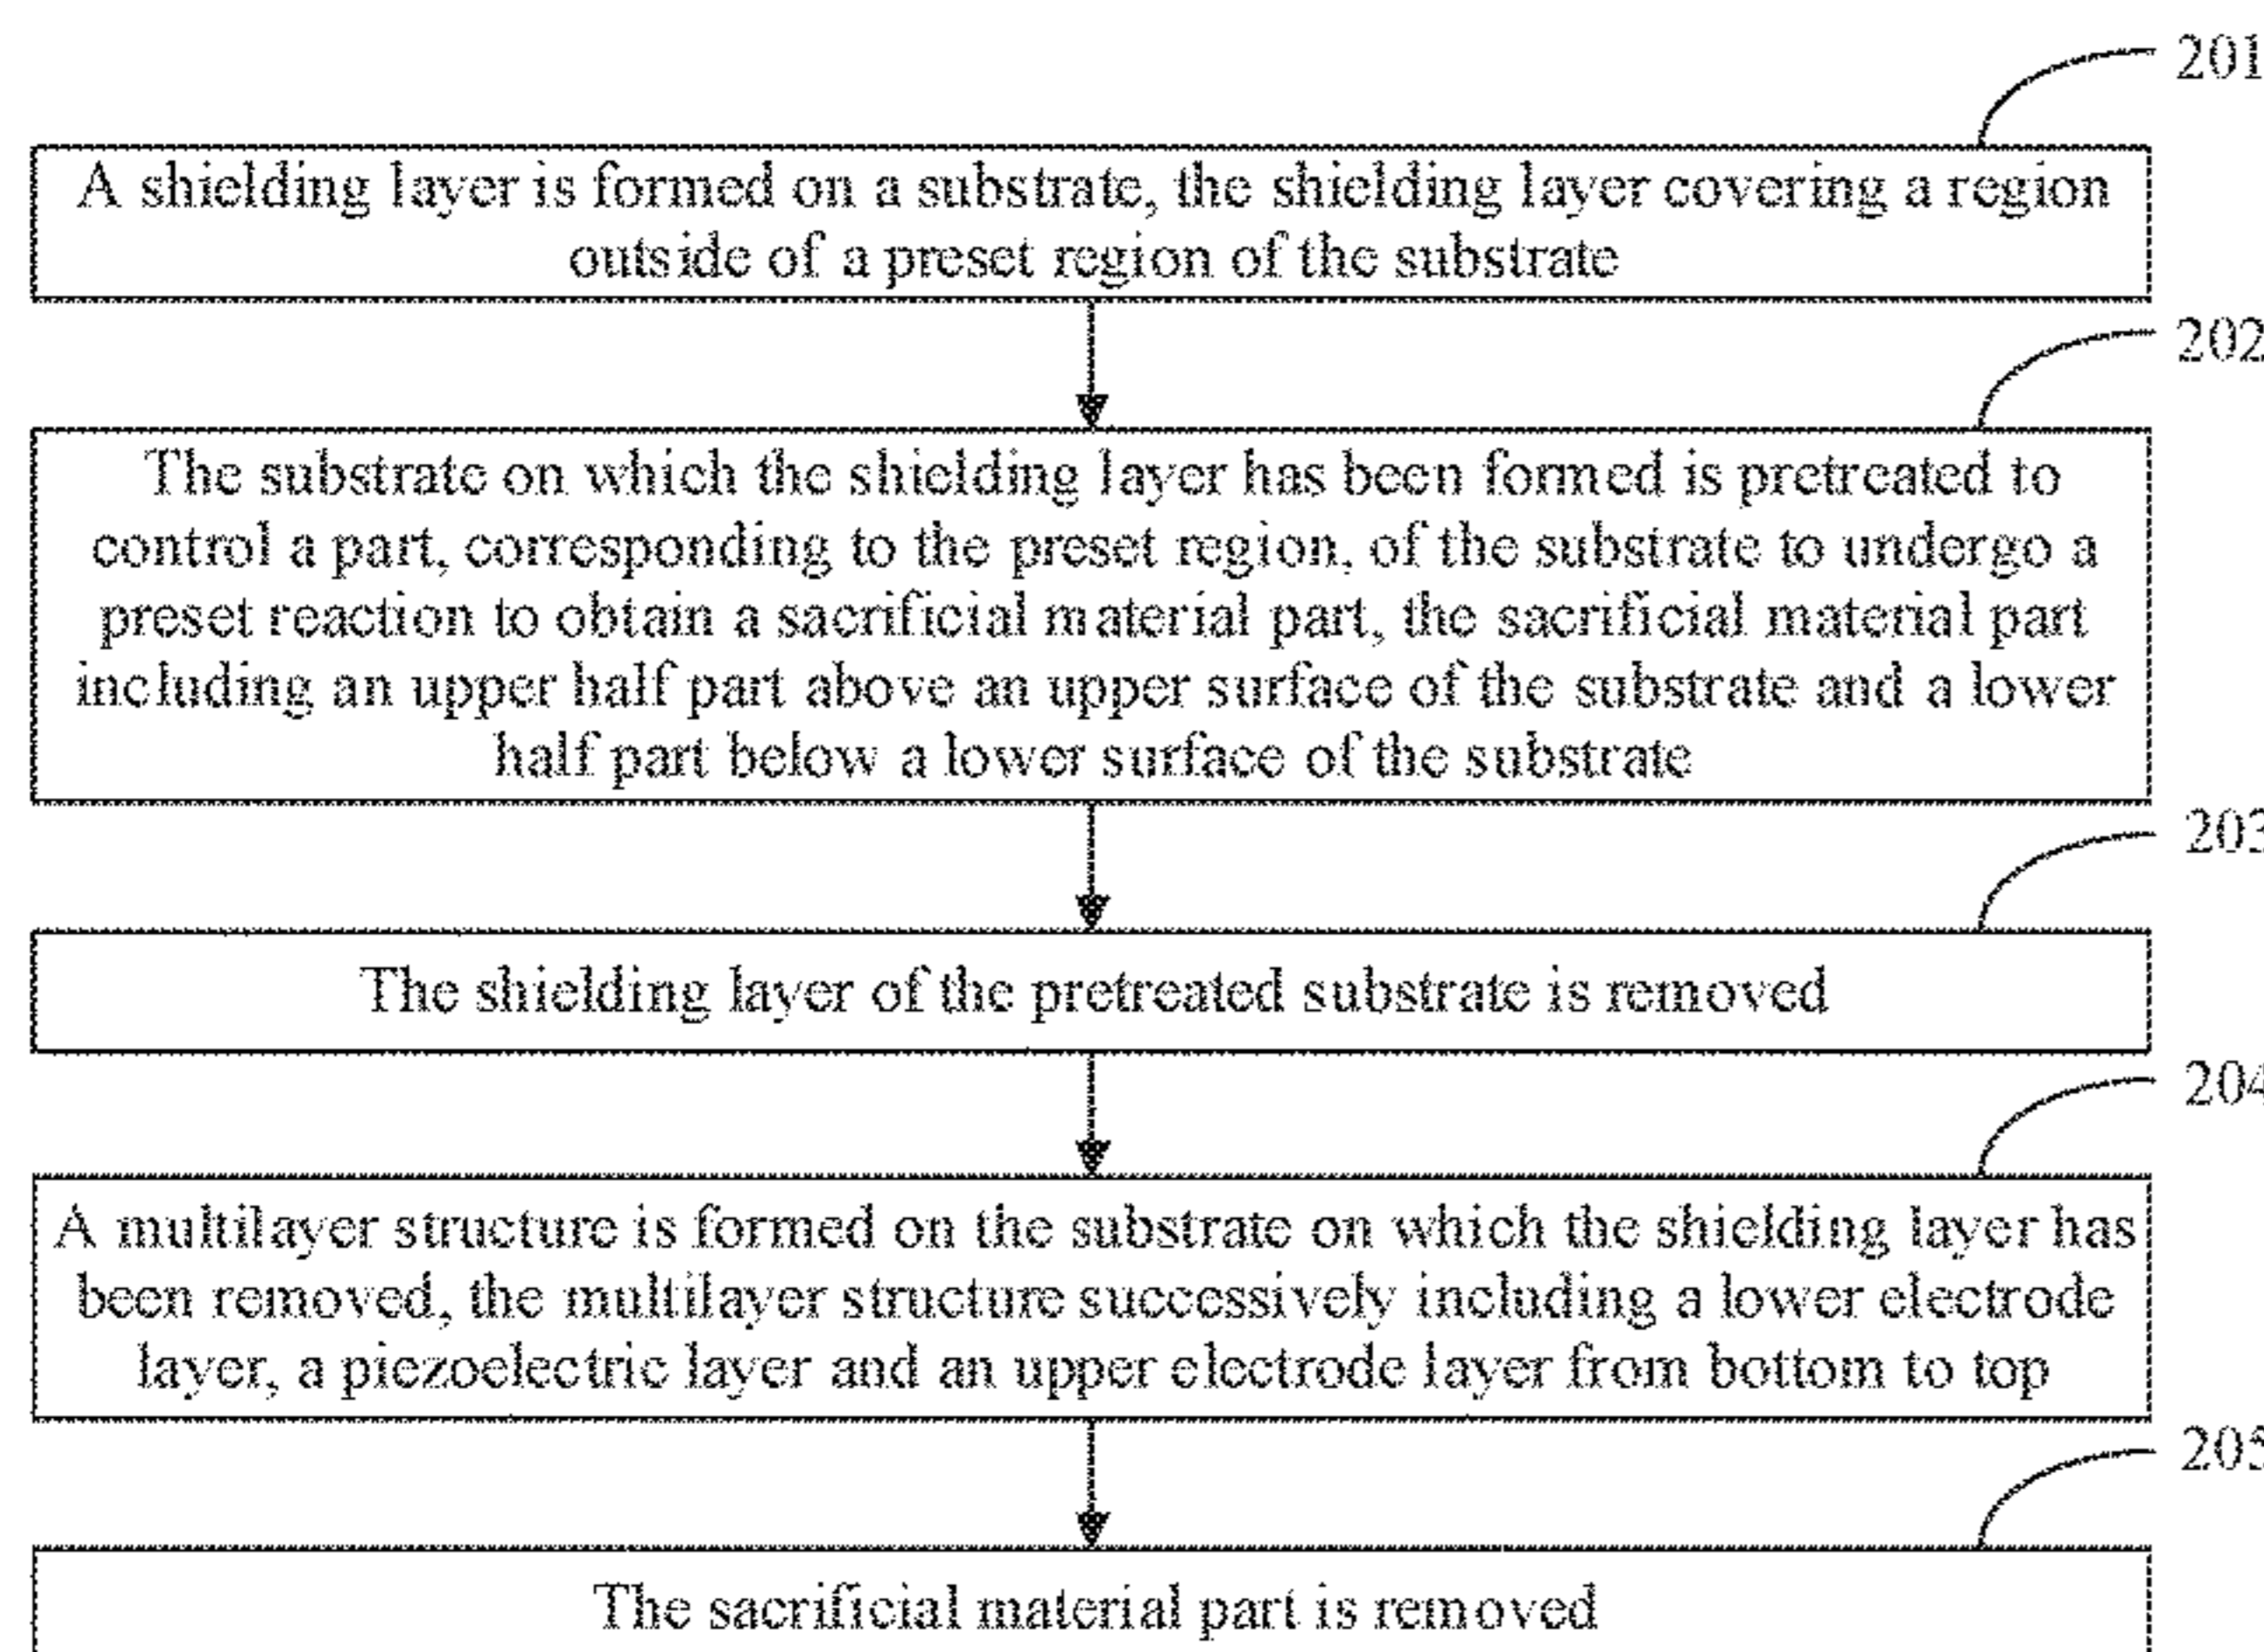 201
A shielding layer is formed on a substrate, the shielding layer covering a region
outside of a preset region of the substrate
202
The substrate on which the shielding layer has been formed is pretreated to
control a part, corresponding to the preset region, of the substrate to undergo a
preset reaction to obtain a sacrificial material part, the sacrificial material part
including an upper half part above an upper surface of the substrate and a lower
half part below a lower surface of the substrate
203
The shielding layer of the pretreated substrate is removed
204
A multilayer structure is formed on the substrate on which the shielding layer has
been removed, the multilayer structure successively including a lower electrode
layer, a piezoelectric layer and an upper electrode layer from bottom to top
205
The sacrificial material part is removed